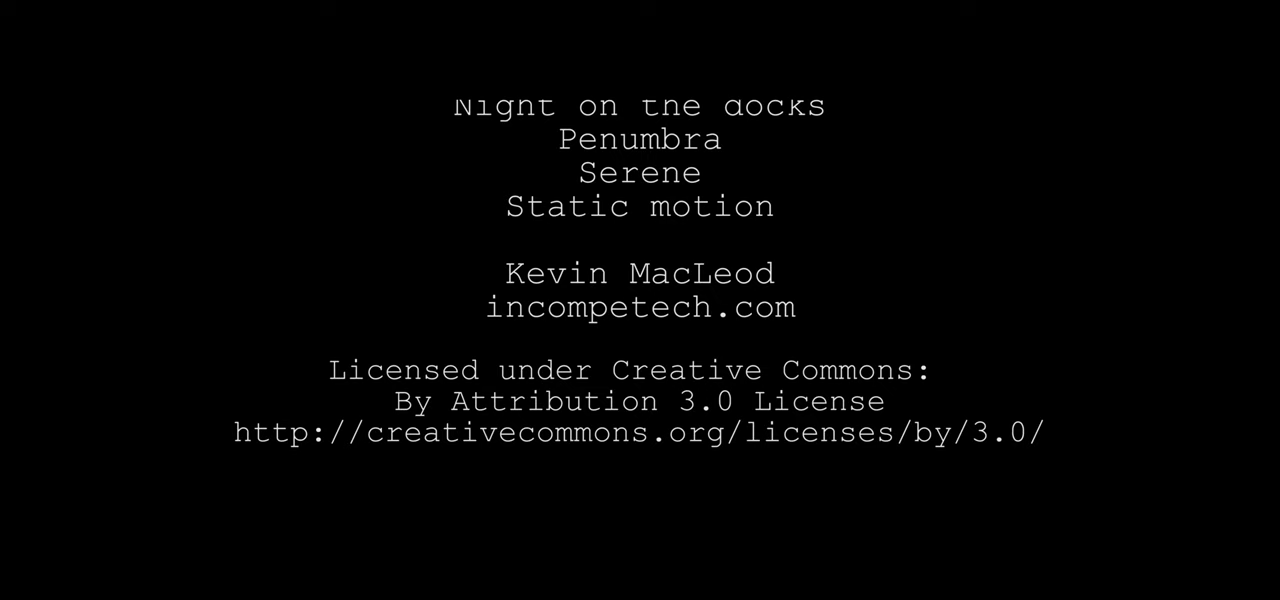 Night on the docks
Penumbra
Serene
Static motion
Kevin MacLeod
incompetech.com
Licensed under Creative Commons:
By Attribution 3.0 License
http://creativecommons.org/licenses/by/3.0/